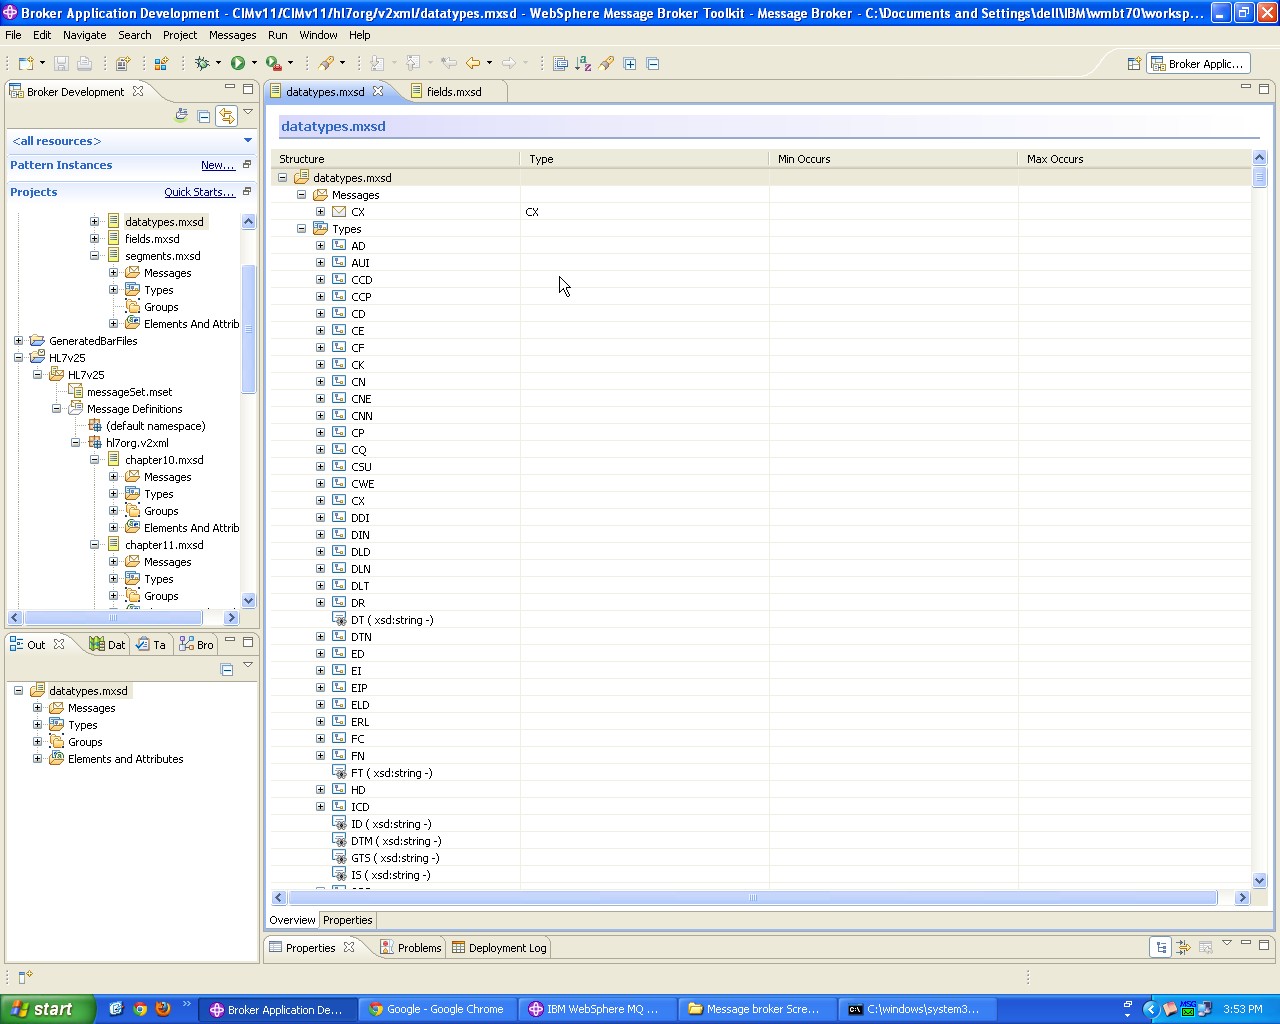 Broker Application Development - CIMv11/CIMv11/hl7org/v2xml/datatypes.mxsd - WebSphere Message Broker Toolkit - Message Broker - C:\Documents and Settings\dell\IBM\wmbt70\worksp...
File Edit Navigate Search Project Messages Run Window Help
Broker Applic...
Broker Development
<all resources>
Pattern Instances New...
Projects Quick Starts...
datatypes.mxsd
fields.mxsd
segments.mxsd
Messages
Types
Groups
Elements And Attrib
GeneratedBarFiles
HL7v25
HL7v25
messageSet.mset
Message Definitions
(default namespace)
hl7org.v2xml
chapter10.mxsd
Messages
Types
Groups
Elements And Attrib
chapter11.mxsd
Messages
Types
Groups
Out Dat Ta Bro
datatypes.mxsd
Messages
Types
Groups
Elements and Attributes
datatypes.mxsd fields.mxsd
datatypes.mxsd
Structure Type Min Occurs Max Occurs
datatypes.mxsd
Messages
CX CX
Types
AD
AUI
CCD
CCP
CD
CE
CF
CK
CN
CNE
CNN
CP
CQ
CSU
CWE
CX
DDI
DIN
DLD
DLN
DLT
DR
DT ( xsd:string -)
DTN
ED
EI
EIP
ELD
ERL
FC
FN
FT ( xsd:string -)
HD
ICD
ID ( xsd:string -)
DTM ( xsd:string -)
GTS ( xsd:string -)
IS ( xsd:string -)
Overview Properties
Properties Problems Deployment Log
start Broker Application De... Google - Google Chrome IBM WebSphere MQ ... Message broker Scre... C:\windows\system3... MSG 3:53 PM